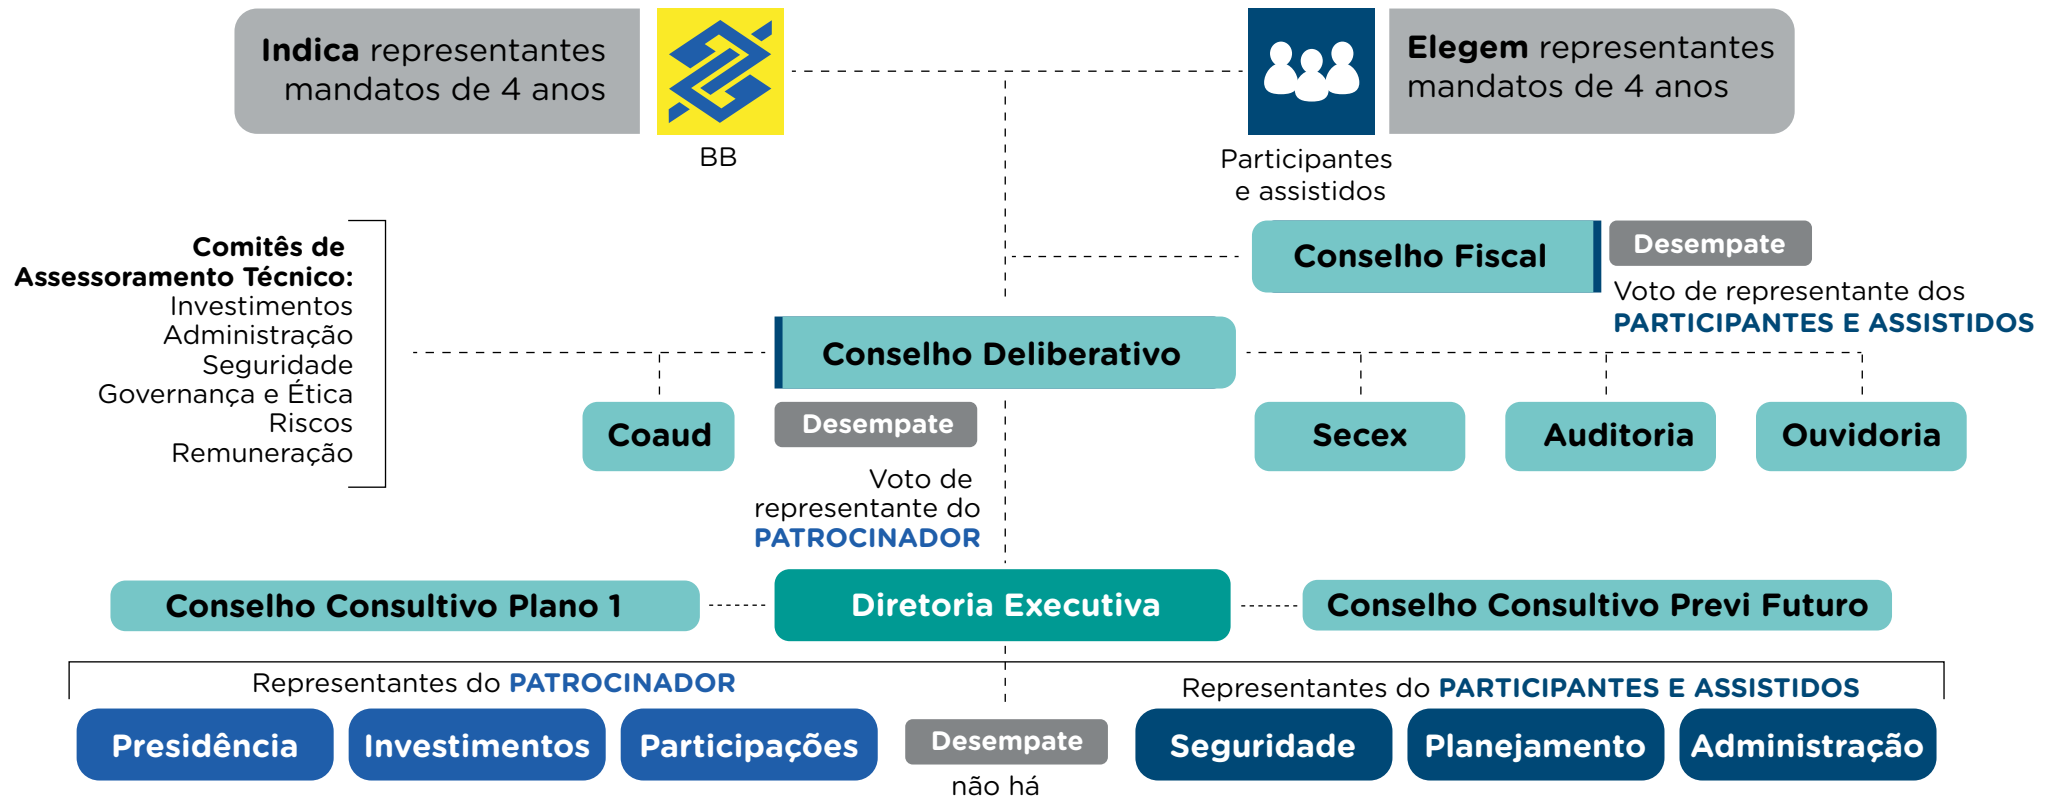 Indica representantes
mandatos de 4 anos
BB
Elegem representantes
mandatos de 4 anos
Participantes
e assistidos
Comitês de
Assessoramento Técnico:
Investimentos
Administração
Seguridade
Governança e Ética
Riscos
Remuneração
Conselho Fiscal
Desempate
Voto de representante dos
PARTICIPANTES E ASSISTIDOS
Conselho Deliberativo
Coaud
Desempate
Voto de
representante do
PATROCINADOR
Secex
Auditoria
Ouvidoria
Conselho Consultivo Plano 1
Diretoria Executiva
Conselho Consultivo Previ Futuro
Representantes do PATROCINADOR
Representantes do PARTICIPANTES E ASSISTIDOS
Presidência
Investimentos
Participações
Desempate
não há
Seguridade
Planejamento
Administração